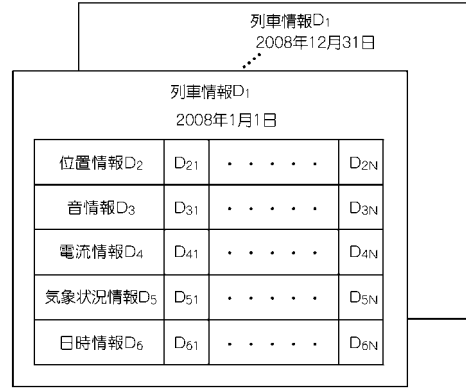 列車情報D₁
2008年12月31日
列車情報D₁
2008年1月1日
位置情報D₂ D₂₁ ・・・・・ D₂N
音情報D₃ D₃₁ ・・・・・ D₃N
電流情報D₄ D₄₁ ・・・・・ D₄N
気象状況情報D₅ D₅₁ ・・・・・ D₅N
日時情報D₆ D₆₁ ・・・・・ D₆N